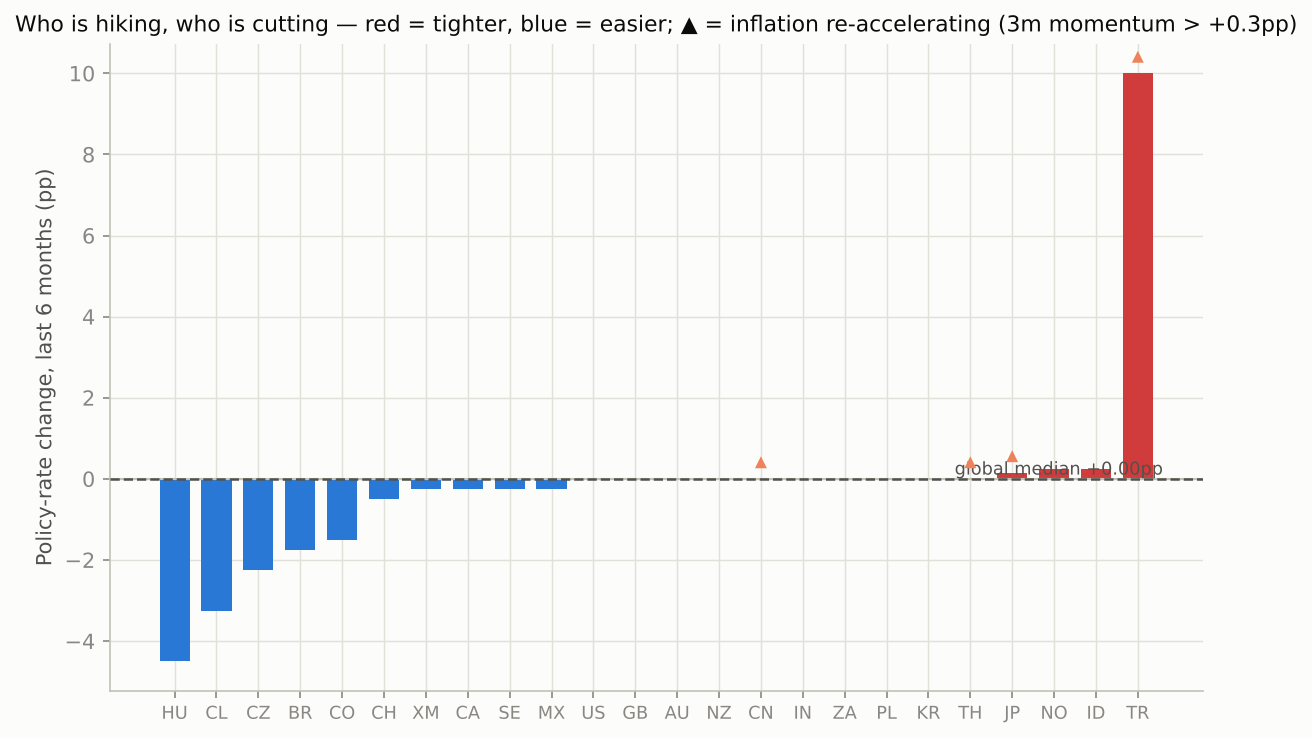 Who is hiking, who is cutting — red = tighter, blue = easier; ▲ = inflation re-accelerating (3m momentum > +0.3pp)
Policy-rate change, last 6 months (pp)
10
8
6
4
2
0
−2
−4
global median +0.00pp
HU CL CZ BR CO CH XM CA SE MX US GB AU NZ CN IN ZA PL KR TH JP NO ID TR